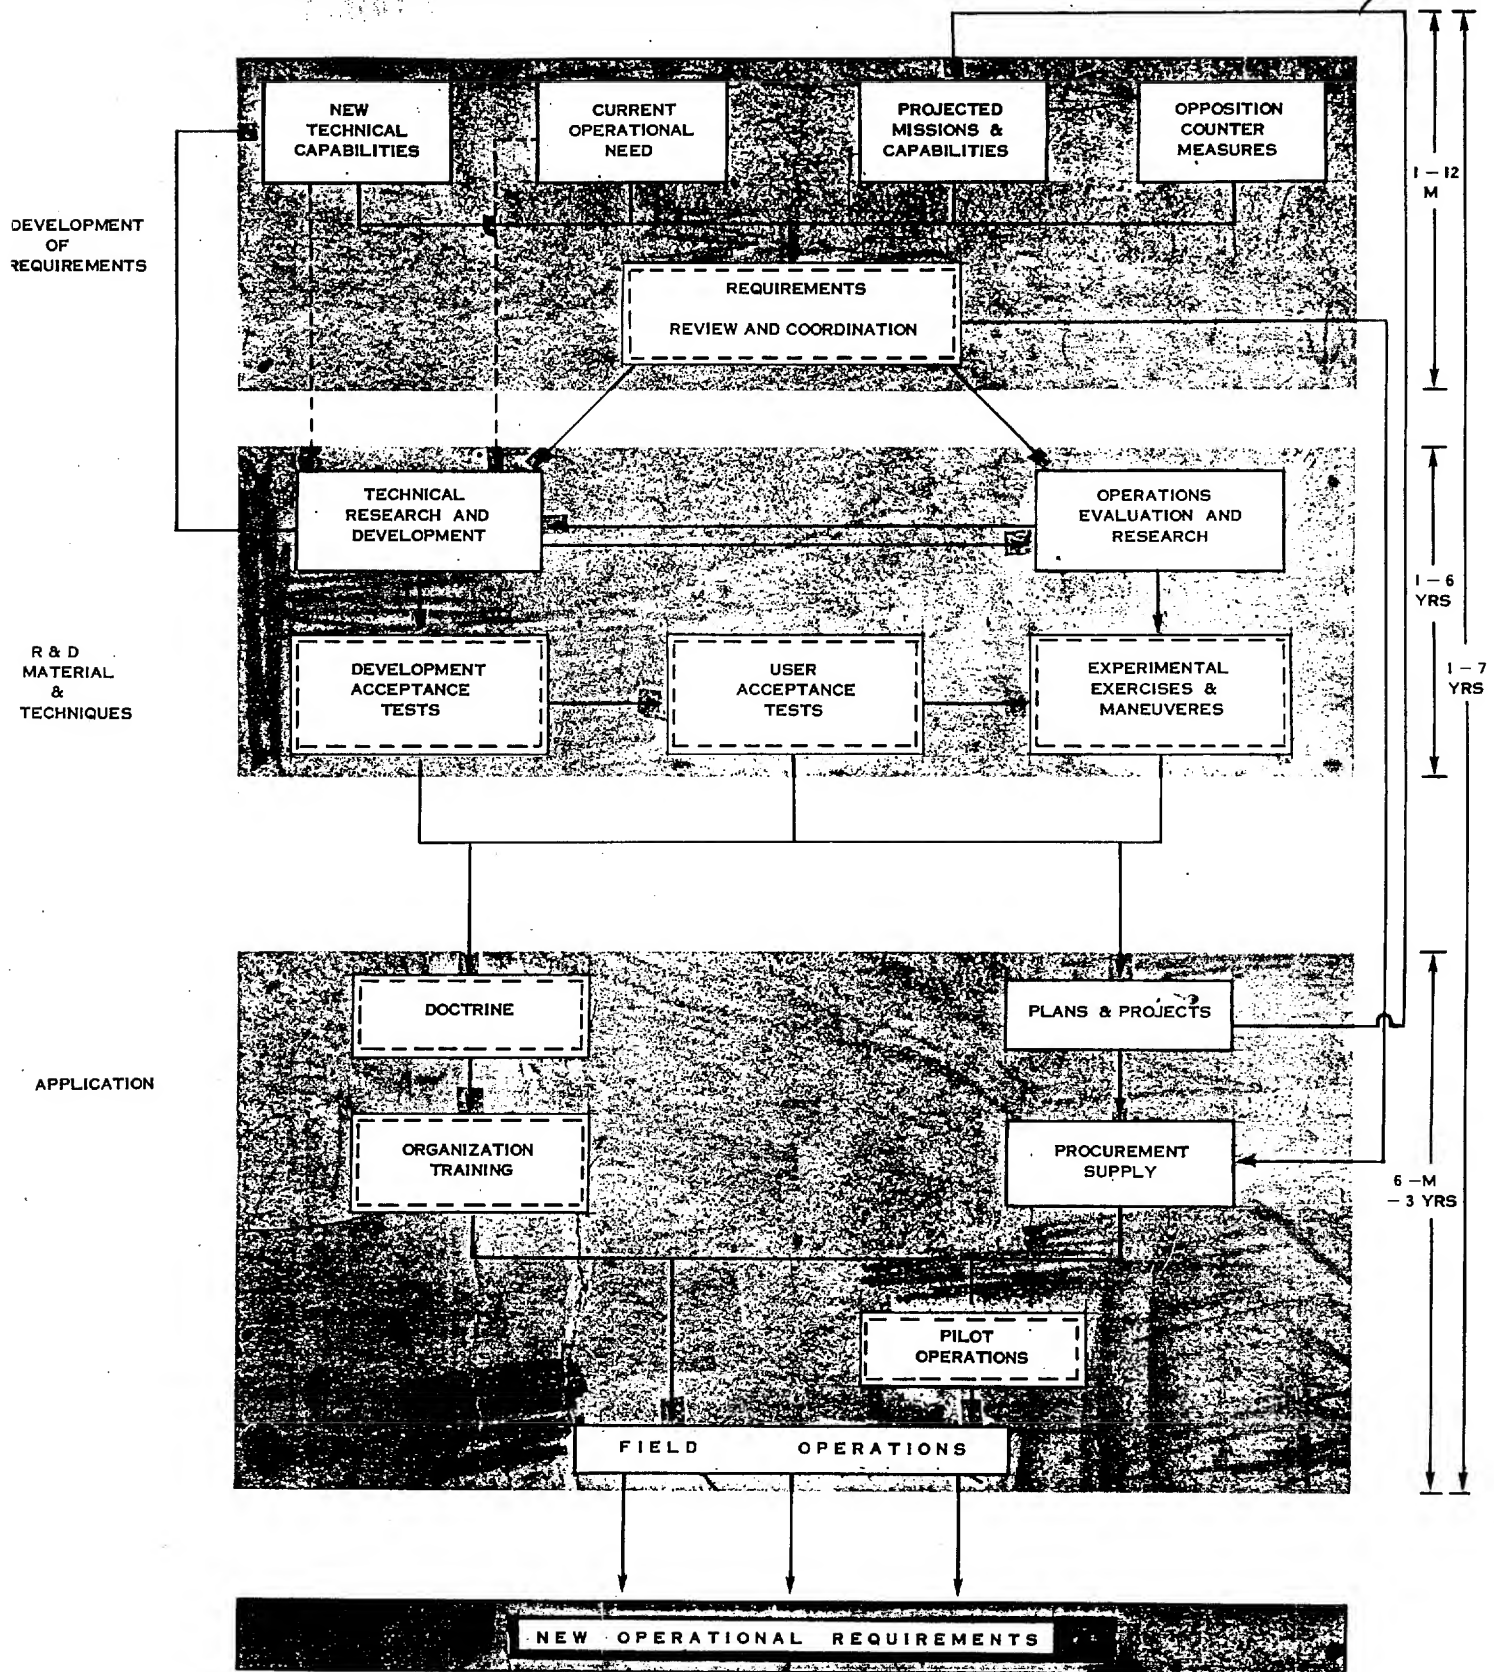 NEW
TECHNICAL
CAPABILITIES
CURRENT
OPERATIONAL
NEED
PROJECTED
MISSIONS &
CAPABILITIES
OPPOSITION
COUNTER
MEASURES
1 – 12
M
DEVELOPMENT
OF
REQUIREMENTS
REQUIREMENTS
REVIEW AND COORDINATION
TECHNICAL
RESEARCH AND
DEVELOPMENT
OPERATIONS
EVALUATION AND
RESEARCH
1 – 6
YRS
R & D
MATERIAL
&
TECHNIQUES
DEVELOPMENT
ACCEPTANCE
TESTS
USER
ACCEPTANCE
TESTS
EXPERIMENTAL
EXERCISES &
MANEUVERES
1 – 7
YRS
DOCTRINE
PLANS & PROJECTS
APPLICATION
ORGANIZATION
TRAINING
PROCUREMENT
SUPPLY
6 –M
– 3 YRS
PILOT
OPERATIONS
FIELD OPERATIONS
NEW OPERATIONAL REQUIREMENTS